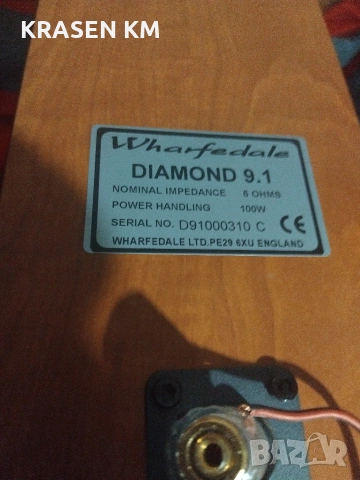 KRASEN KM
Wharfedale
DIAMOND 9.1
NOMINAL IMPEDANCE 6 OHMS
POWER HANDLING 100W
SERIAL NO. D91000310 C CE
WHARFEDALE LTD.PE29 6XU ENGLAND
BAZAR